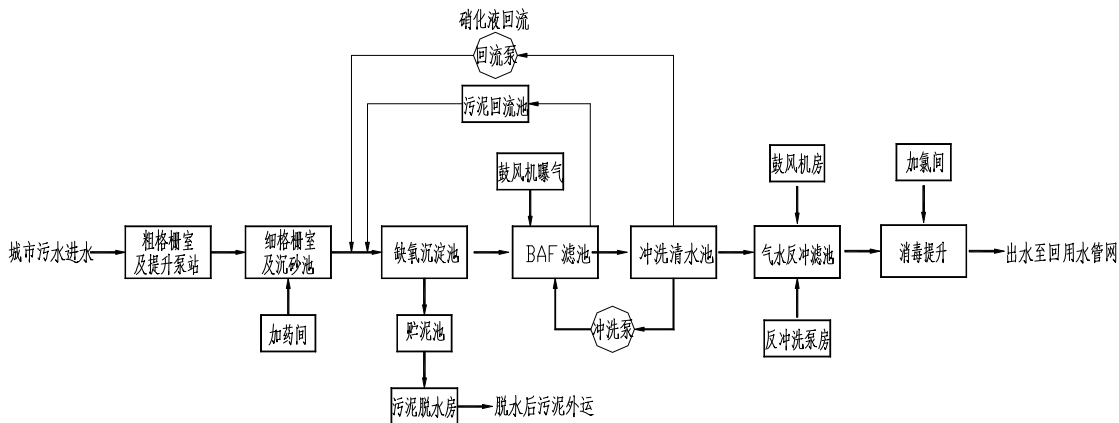 硝化液回流
回流泵
污泥回流池
鼓风机曝气
鼓风机房
加氯间
城市污水进水
粗格栅室
及提升泵站
细格栅室
及沉砂池
缺氧沉淀池
BAF 滤池
冲洗清水池
气水反冲滤池
消毒提升
出水至回用水管网
加药间
贮泥池
冲洗泵
反冲洗泵房
污泥脱水房
脱水后污泥外运